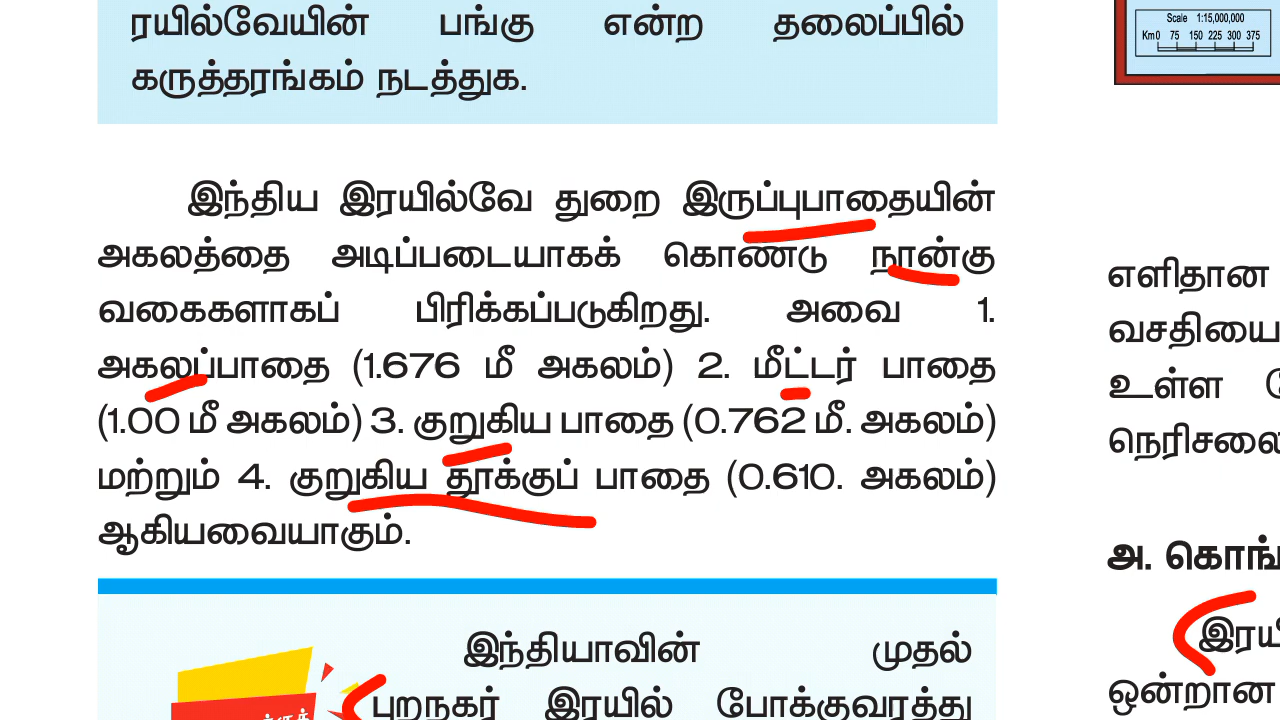 ரயில்வேயின் பங்கு என்ற தலைப்பில்
கருத்தரங்கம் நடத்துக.
இந்திய இரயில்வே துறை இருப்புபாதையின்
அகலத்தை அடிப்படையாகக் கொண்டு நான்கு
வகைகளாகப் பிரிக்கப்படுகிறது. அவை 1.
அகலப்பாதை (1.676 மீ அகலம்) 2. மீட்டர் பாதை
(1.00 மீ அகலம்) 3. குறுகிய பாதை (0.762 மீ. அகலம்)
மற்றும் 4. குறுகிய தூக்குப் பாதை (0.610. அகலம்)
ஆகியவையாகும்.
இந்தியாவின் முதல்
புறநகர் இரயில் போக்குவரத்து
Scale 1:15,000,000
Km0 75 150 225 300 375
எளிதான
வசதியை
உள்ள
நெரிசலை
அ. கொங்
இரயி
ஒன்றான